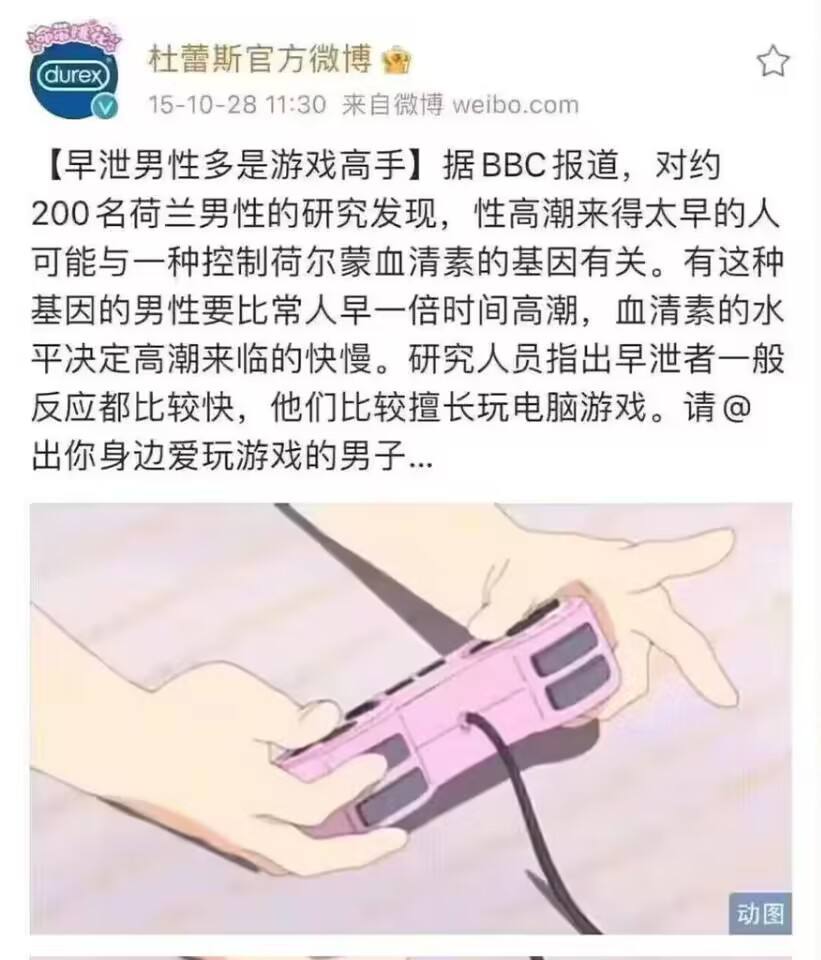 durex
杜蕾斯官方微博
15-10-28 11:30 来自微博 weibo.com
【早泄男性多是游戏高手】据BBC报道，对约
200名荷兰男性的研究发现，性高潮来得太早的人
可能与一种控制荷尔蒙血清素的基因有关。有这种
基因的男性要比常人早一倍时间高潮，血清素的水
平决定高潮来临的快慢。研究人员指出早泄者一般
反应都比较快，他们比较擅长玩电脑游戏。请@
出你身边爱玩游戏的男子...
动图